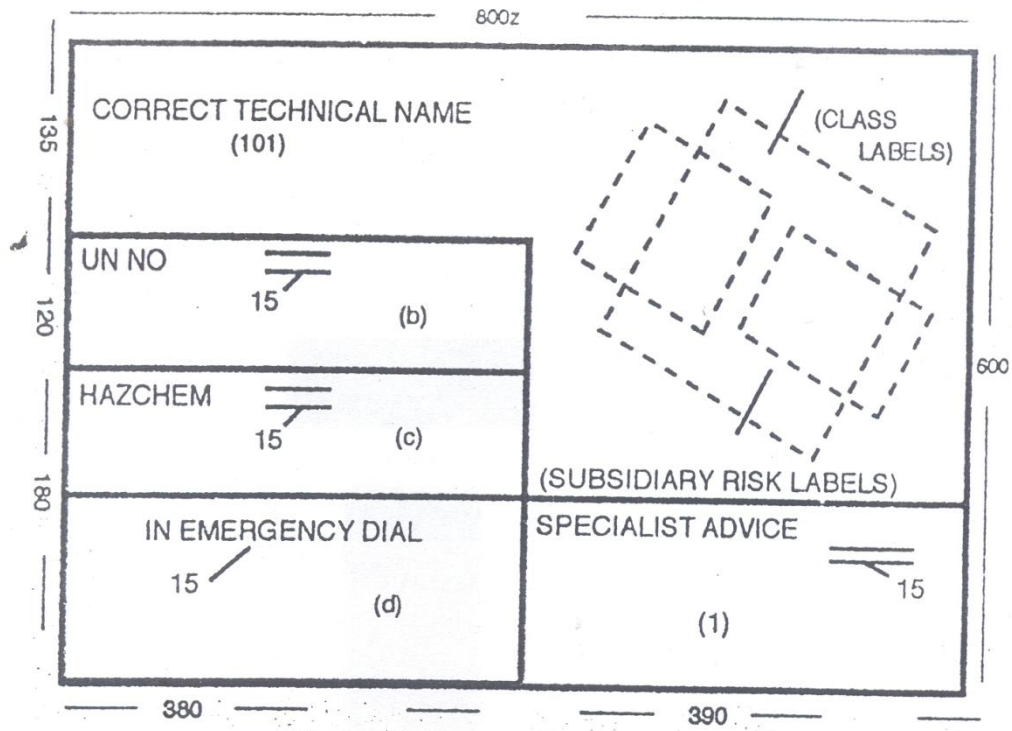 800z
135
CORRECT TECHNICAL NAME
(101)
(CLASS
LABELS)
UN NO
15
(b)
120
600
HAZCHEM
15
(c)
180
(SUBSIDIARY RISK LABELS)
IN EMERGENCY DIAL
15
(d)
SPECIALIST ADVICE
15
(1)
380
390